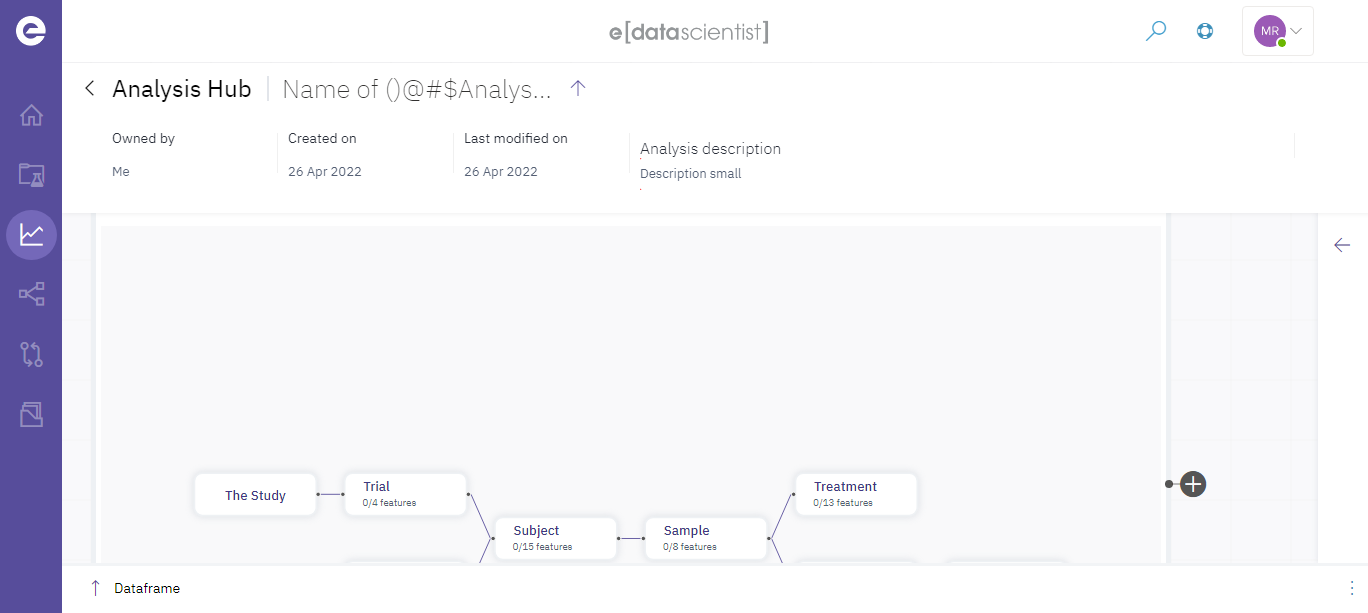 e[datascientist]
MR
Analysis Hub
Name of ()@#$Analys...
Owned by
Created on
Last modified on
Analysis description
Me
26 Apr 2022
26 Apr 2022
Description small
The Study
Trial
0/4 features
Treatment
0/13 features
Subject
0/15 features
Sample
0/8 features
Dataframe